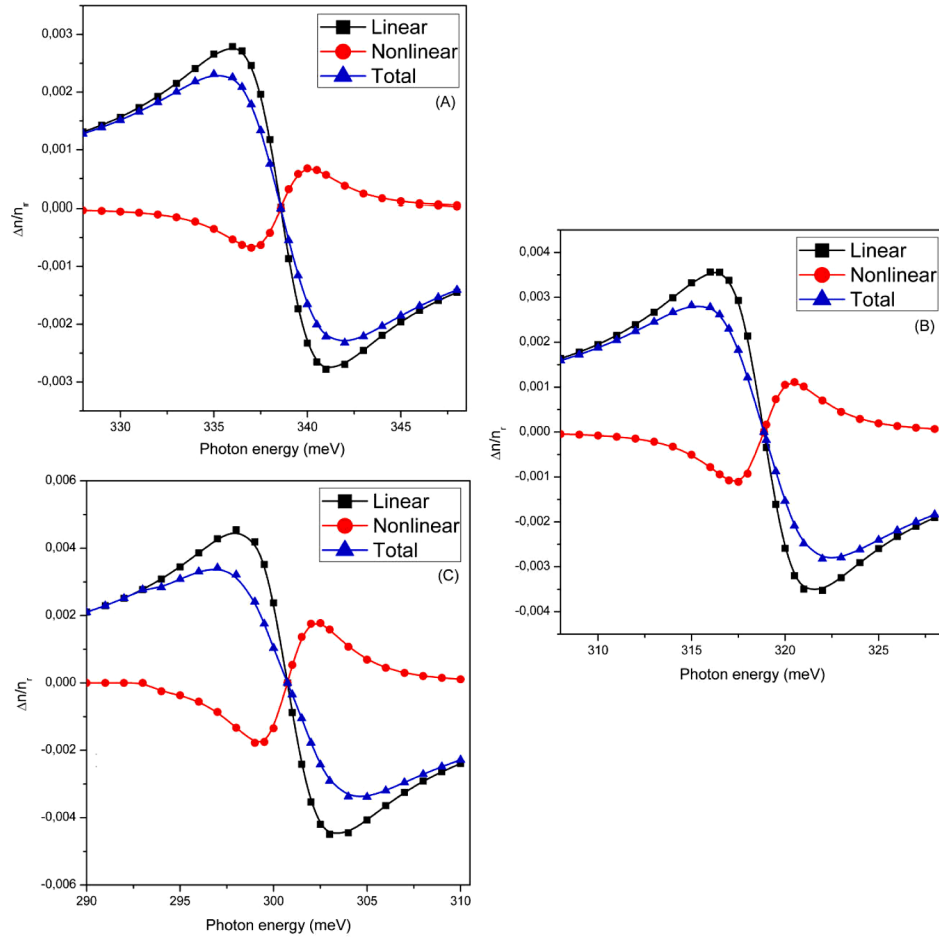 0,003
0,002
0,001
0,000
-0,001
-0,002
-0,003
Δn/nr
Linear
Nonlinear
Total
(A)
330 335 340 345
Photon energy (meV)
0,004
0,003
0,002
0,001
0,000
-0,001
-0,002
-0,003
-0,004
Δn/nr
Linear
Nonlinear
Total
(B)
310 315 320 325
Photon energy (meV)
0,006
0,004
0,002
0,000
-0,002
-0,004
-0,006
Δn/nr
Linear
Nonlinear
Total
(C)
290 295 300 305 310
Photon energy (meV)